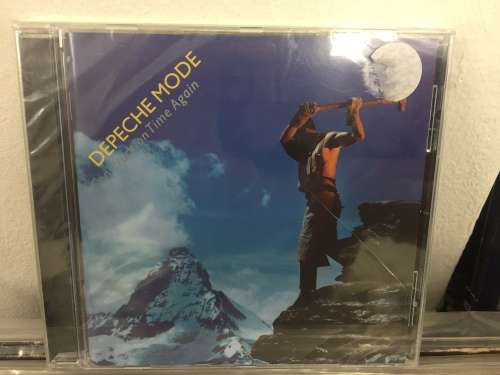 DEPECHE MODE
Construction Time Again